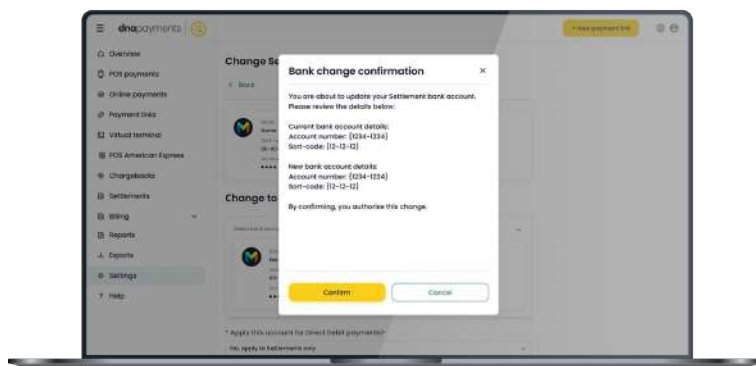 dnapayments
+ New payment link
Overview
POS payments
Online payments
Payment links
Virtual terminal
POS American Express
Chargebacks
Settlements
Billing
Reports
Exports
Settings
? Help
Change Se
< Back
Change to
Bank change confirmation
×
You are about to update your Settlement bank account.
Please review the details below:
Current bank account details:
Account number: {1234-1234}
Sort-code: {12-12-12}
New bank account details:
Account number: {1234-1234}
Sort-code: {12-12-12}
By confirming, you authorise this change.
Confirm
Cancel
* Apply this account for Direct Debit payments?
No, apply to Settlements only